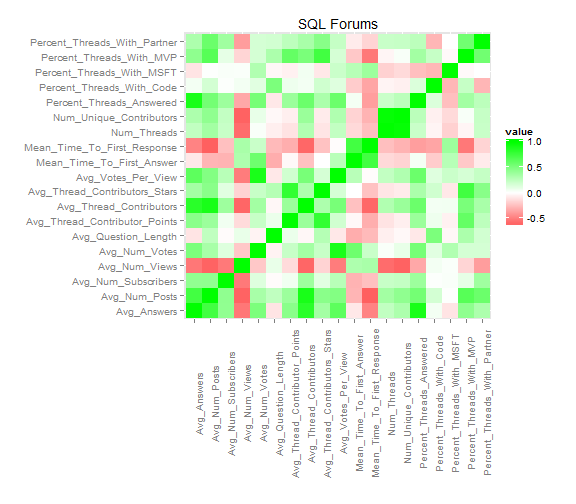 SQL Forums
Percent_Threads_With_Partner
Percent_Threads_With_MVP
Percent_Threads_With_MSFT
Percent_Threads_With_Code
Percent_Threads_Answered
Num_Unique_Contributors
Num_Threads
Mean_Time_To_First_Response
Mean_Time_To_First_Answer
Avg_Votes_Per_View
Avg_Thread_Contributors_Stars
Avg_Thread_Contributors
Avg_Thread_Contributor_Points
Avg_Question_Length
Avg_Num_Votes
Avg_Num_Views
Avg_Num_Subscribers
Avg_Num_Posts
Avg_Answers
value
1.0
0.5
0.0
-0.5
Avg_Answers
Avg_Num_Posts
Avg_Num_Subscribers
Avg_Num_Views
Avg_Num_Votes
Avg_Question_Length
Avg_Thread_Contributor_Points
Avg_Thread_Contributors
Avg_Thread_Contributors_Stars
Avg_Votes_Per_View
Mean_Time_To_First_Answer
Mean_Time_To_First_Response
Num_Threads
Num_Unique_Contributors
Percent_Threads_Answered
Percent_Threads_With_Code
Percent_Threads_With_MSFT
Percent_Threads_With_MVP
Percent_Threads_With_Partner